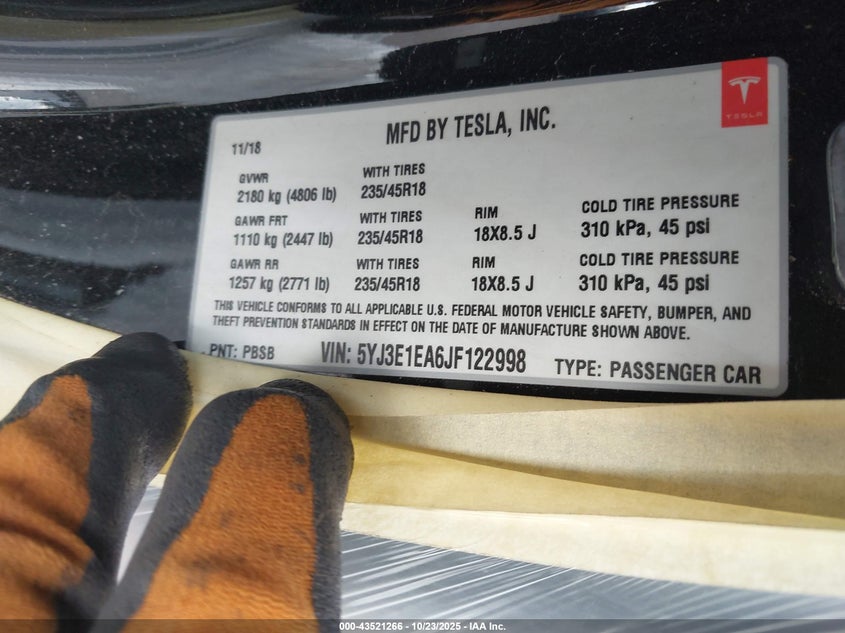 TESLA
MFD BY TESLA, INC.
11/18
GVWR WITH TIRES
2180 kg (4806 lb) 235/45R18
GAWR FRT WITH TIRES RIM COLD TIRE PRESSURE
1110 kg (2447 lb) 235/45R18 18X8.5 J 310 kPa, 45 psi
GAWR RR WITH TIRES RIM COLD TIRE PRESSURE
1257 kg (2771 lb) 235/45R18 18X8.5 J 310 kPa, 45 psi
THIS VEHICLE CONFORMS TO ALL APPLICABLE U.S. FEDERAL MOTOR VEHICLE SAFETY, BUMPER, AND
THEFT PREVENTION STANDARDS IN EFFECT ON THE DATE OF MANUFACTURE SHOWN ABOVE.
PNT: PBSB VIN: 5YJ3E1EA6JF122998 TYPE: PASSENGER CAR
000-43521266 - 10/23/2025 - IAA Inc.